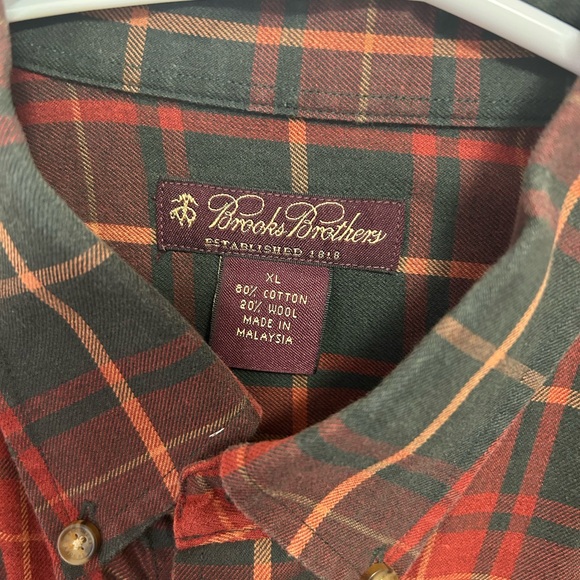 Brooks Brothers
ESTABLISHED 1818
XL
80% COTTON
20% WOOL
MADE IN
MALAYSIA